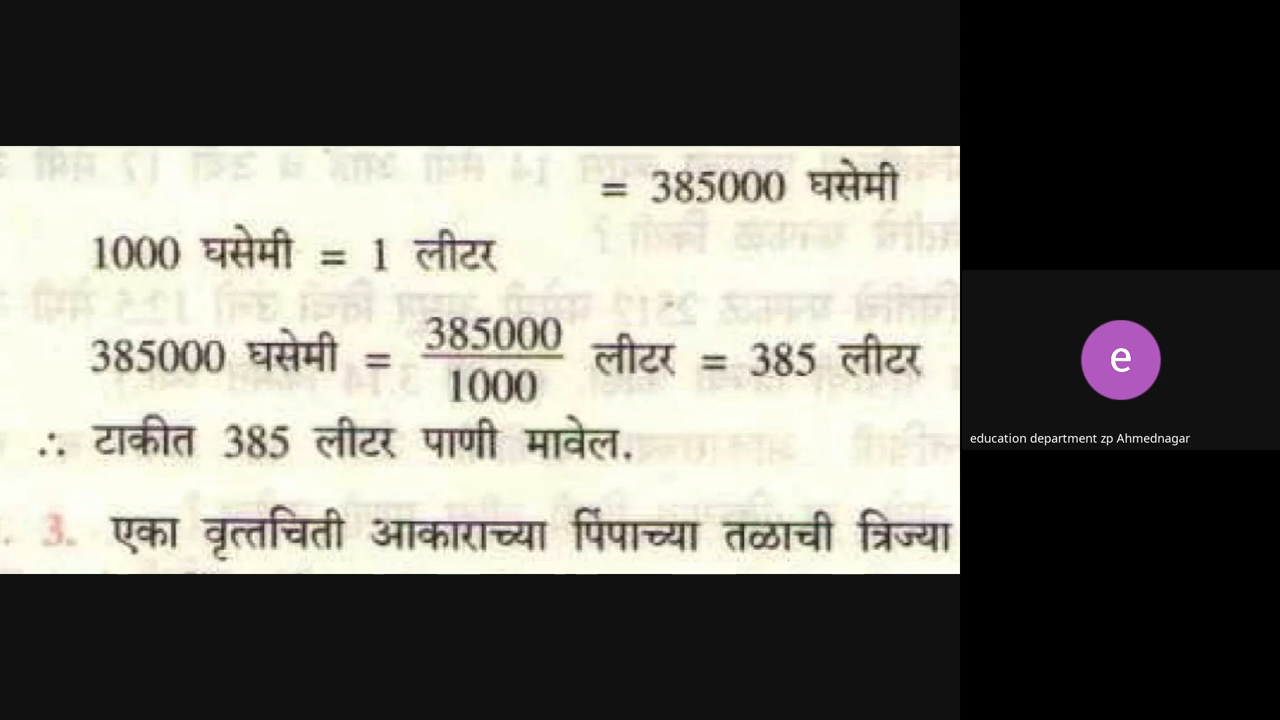 = 385000 घसेमी
1000 घसेमी = 1 लीटर
385000 घसेमी = 385000/1000 लीटर = 385 लीटर
∴ टाकीत 385 लीटर पाणी मावेल.
. 3. एका वृत्तचिती आकाराच्या पिंपाच्या तळाची त्रिज्या
e
education department zp Ahmednagar